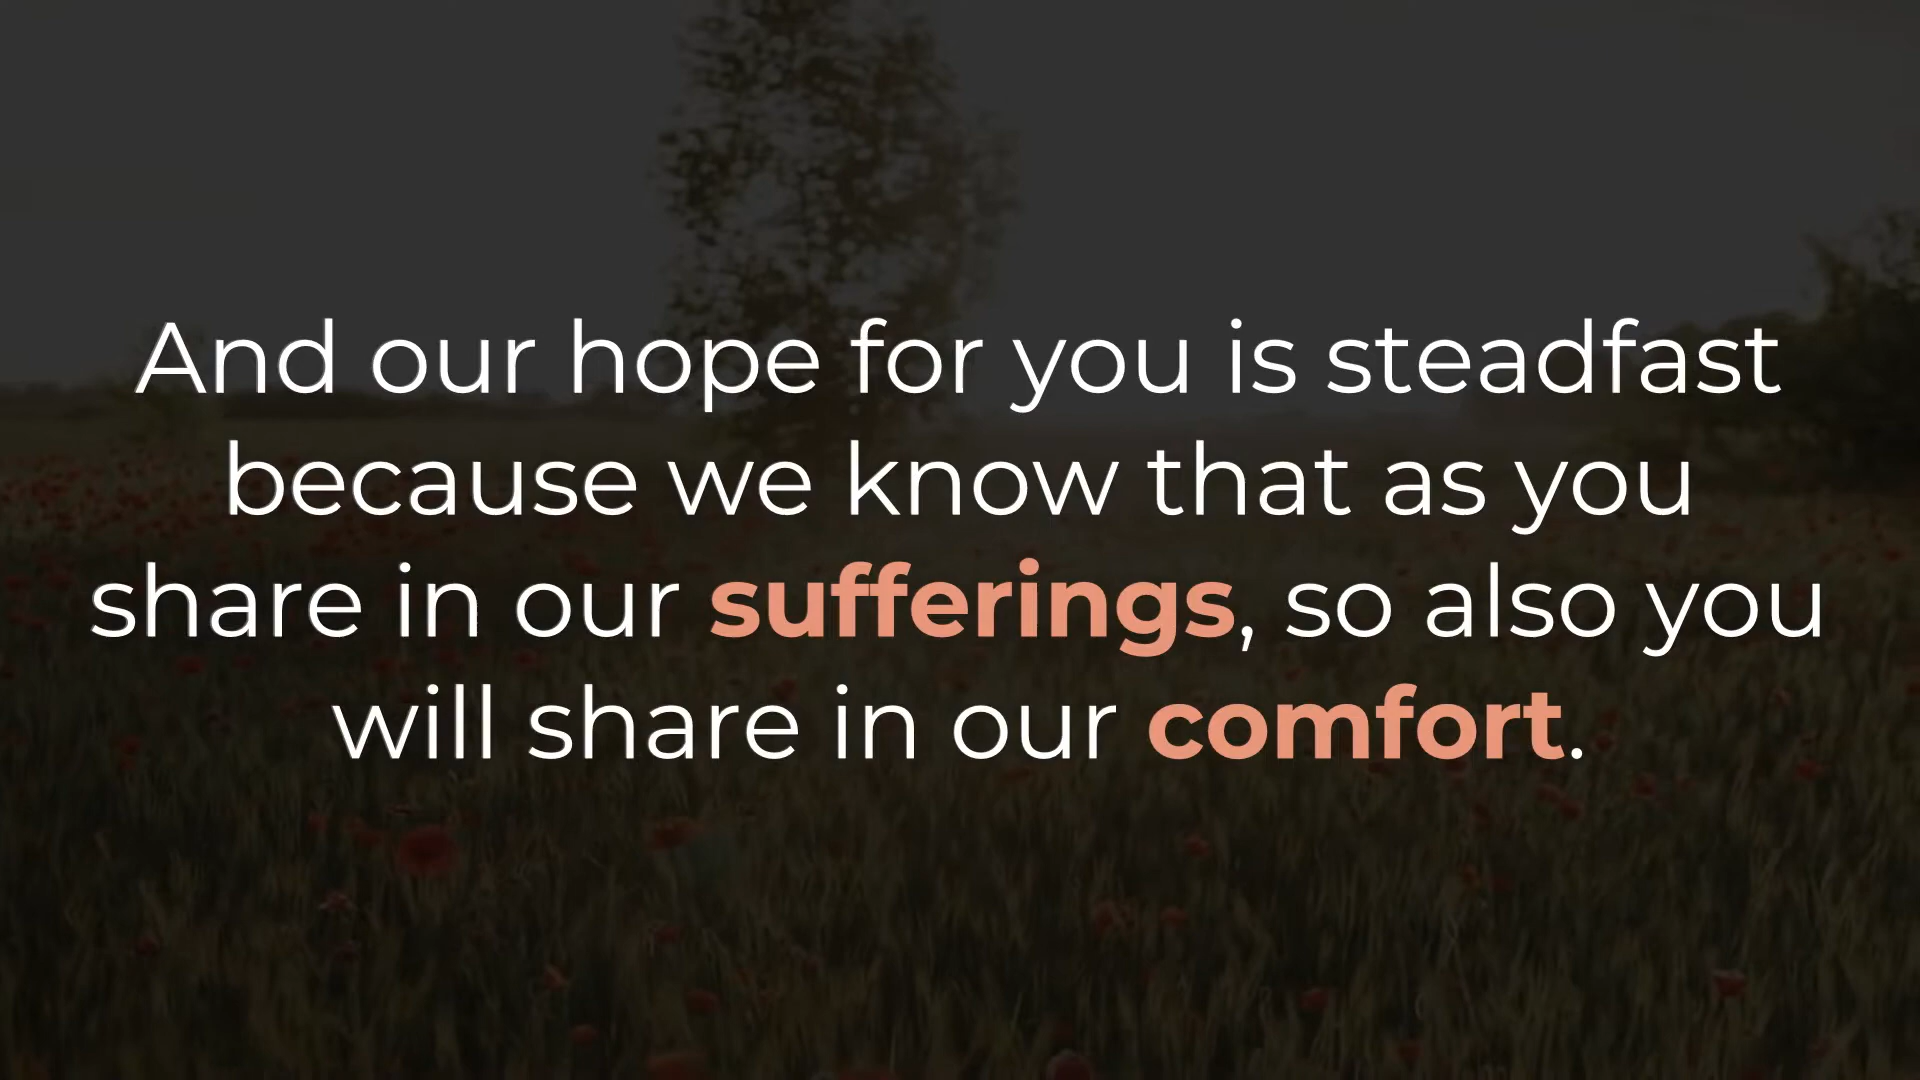 And our hope for you is steadfast
because we know that as you
share in our sufferings, so also you
will share in our comfort.